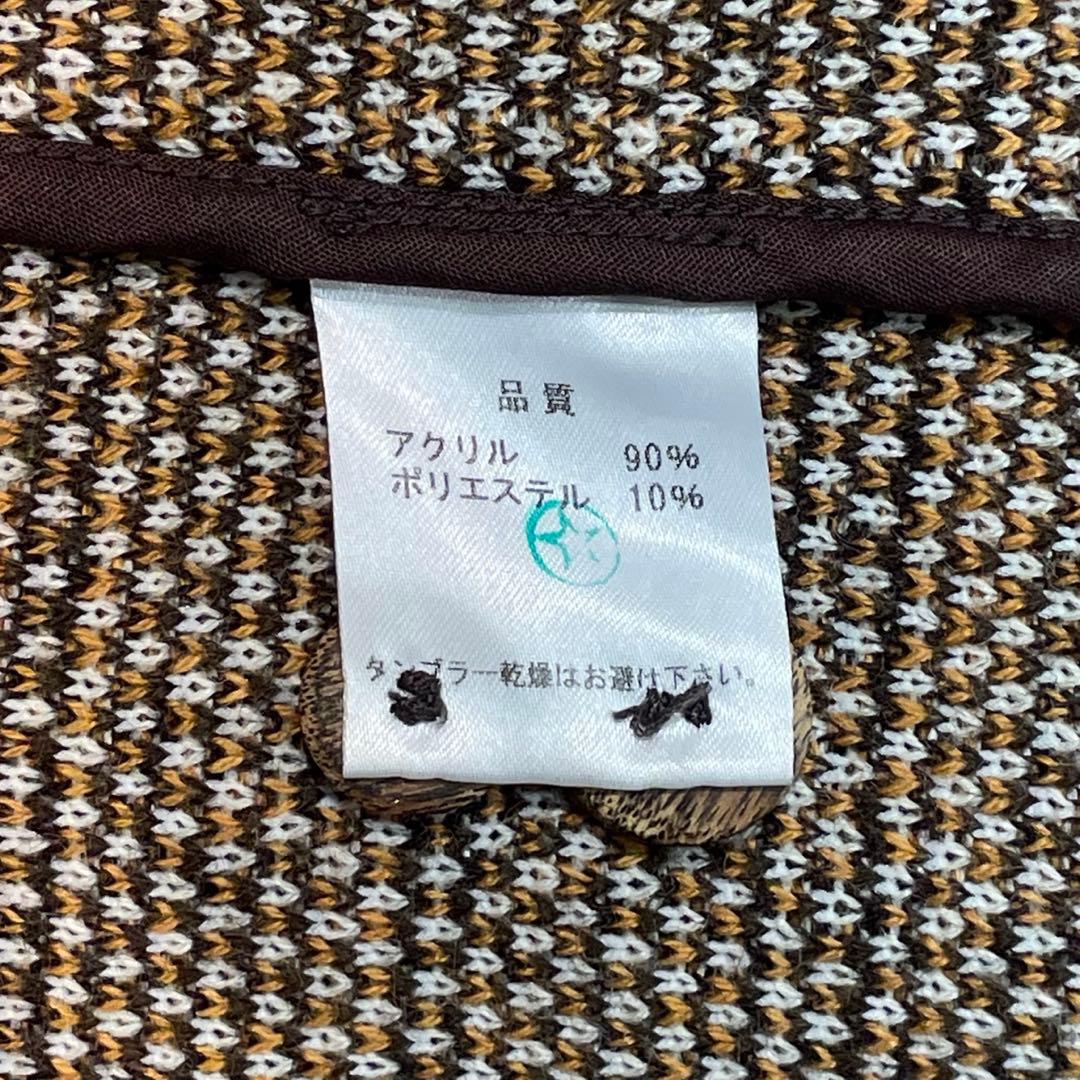 品質
アクリル 90%
ポリエステル 10%
タンブラー乾燥はお避け下さい。